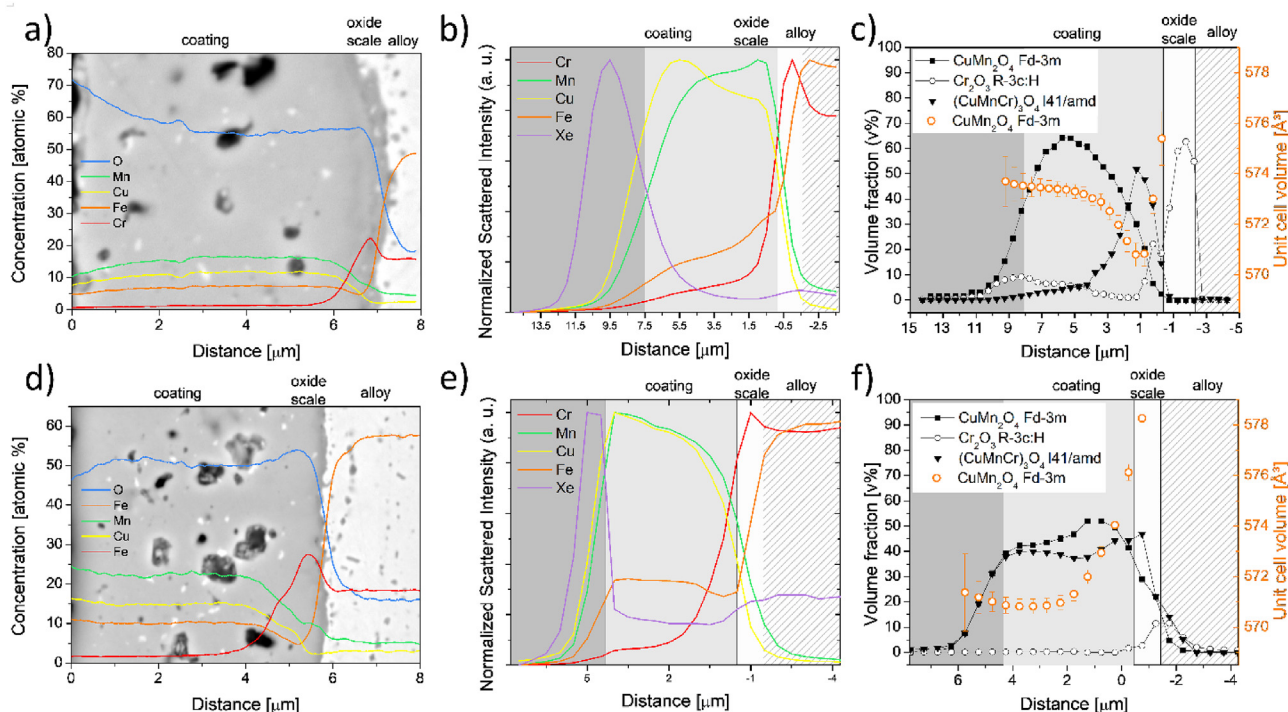 a)
coating
oxide
scale
alloy
Concentration [atomic %]
80
70
60
50
40
30
20
10
0
O
Mn
Cu
Fe
Cr
0
2
4
6
8
Distance [μm]
b)
coating
oxide
scale
alloy
Normalized Scattered Intensity (a. u.)
Cr
Mn
Cu
Fe
Xe
13.5
11.5
9.5
7.5
5.5
3.5
1.5
-0.5
-2.5
Distance [μm]
c)
coating
oxide
scale
alloy
Volume fraction (v%)
100
90
80
70
60
50
40
30
20
10
0
CuMn₂O₄ Fd-3m
Cr₂O₃ R-3c:H
(CuMnCr)₃O₄ I41/amd
CuMn₂O₄ Fd-3m
578
576
574
572
570
Unit cell volume [Å³]
15
13
11
9
7
5
3
1
-1
-3
-5
Distance [μm]
d)
coating
oxide
scale
alloy
Concentration [atomic %]
60
50
40
30
20
10
0
O
Fe
Mn
Cu
Fe
0
2
4
6
8
Distance [μm]
e)
coating
oxide
scale
alloy
Normalized Scattered Intensity (a. u.)
Cr
Mn
Cu
Fe
Xe
4
2
-1
-4
Distance [μm]
f)
coating
oxide
scale
alloy
Volume fraction [v%]
100
90
80
70
60
50
40
30
20
10
0
CuMn₂O₄ Fd-3m
Cr₂O₃ R-3c:H
(CuMnCr)₃O₄ I41/amd
CuMn₂O₄ Fd-3m
578
576
574
572
570
Unit cell volume [Å³]
6
4
2
0
-2
-4
Distance [μm]